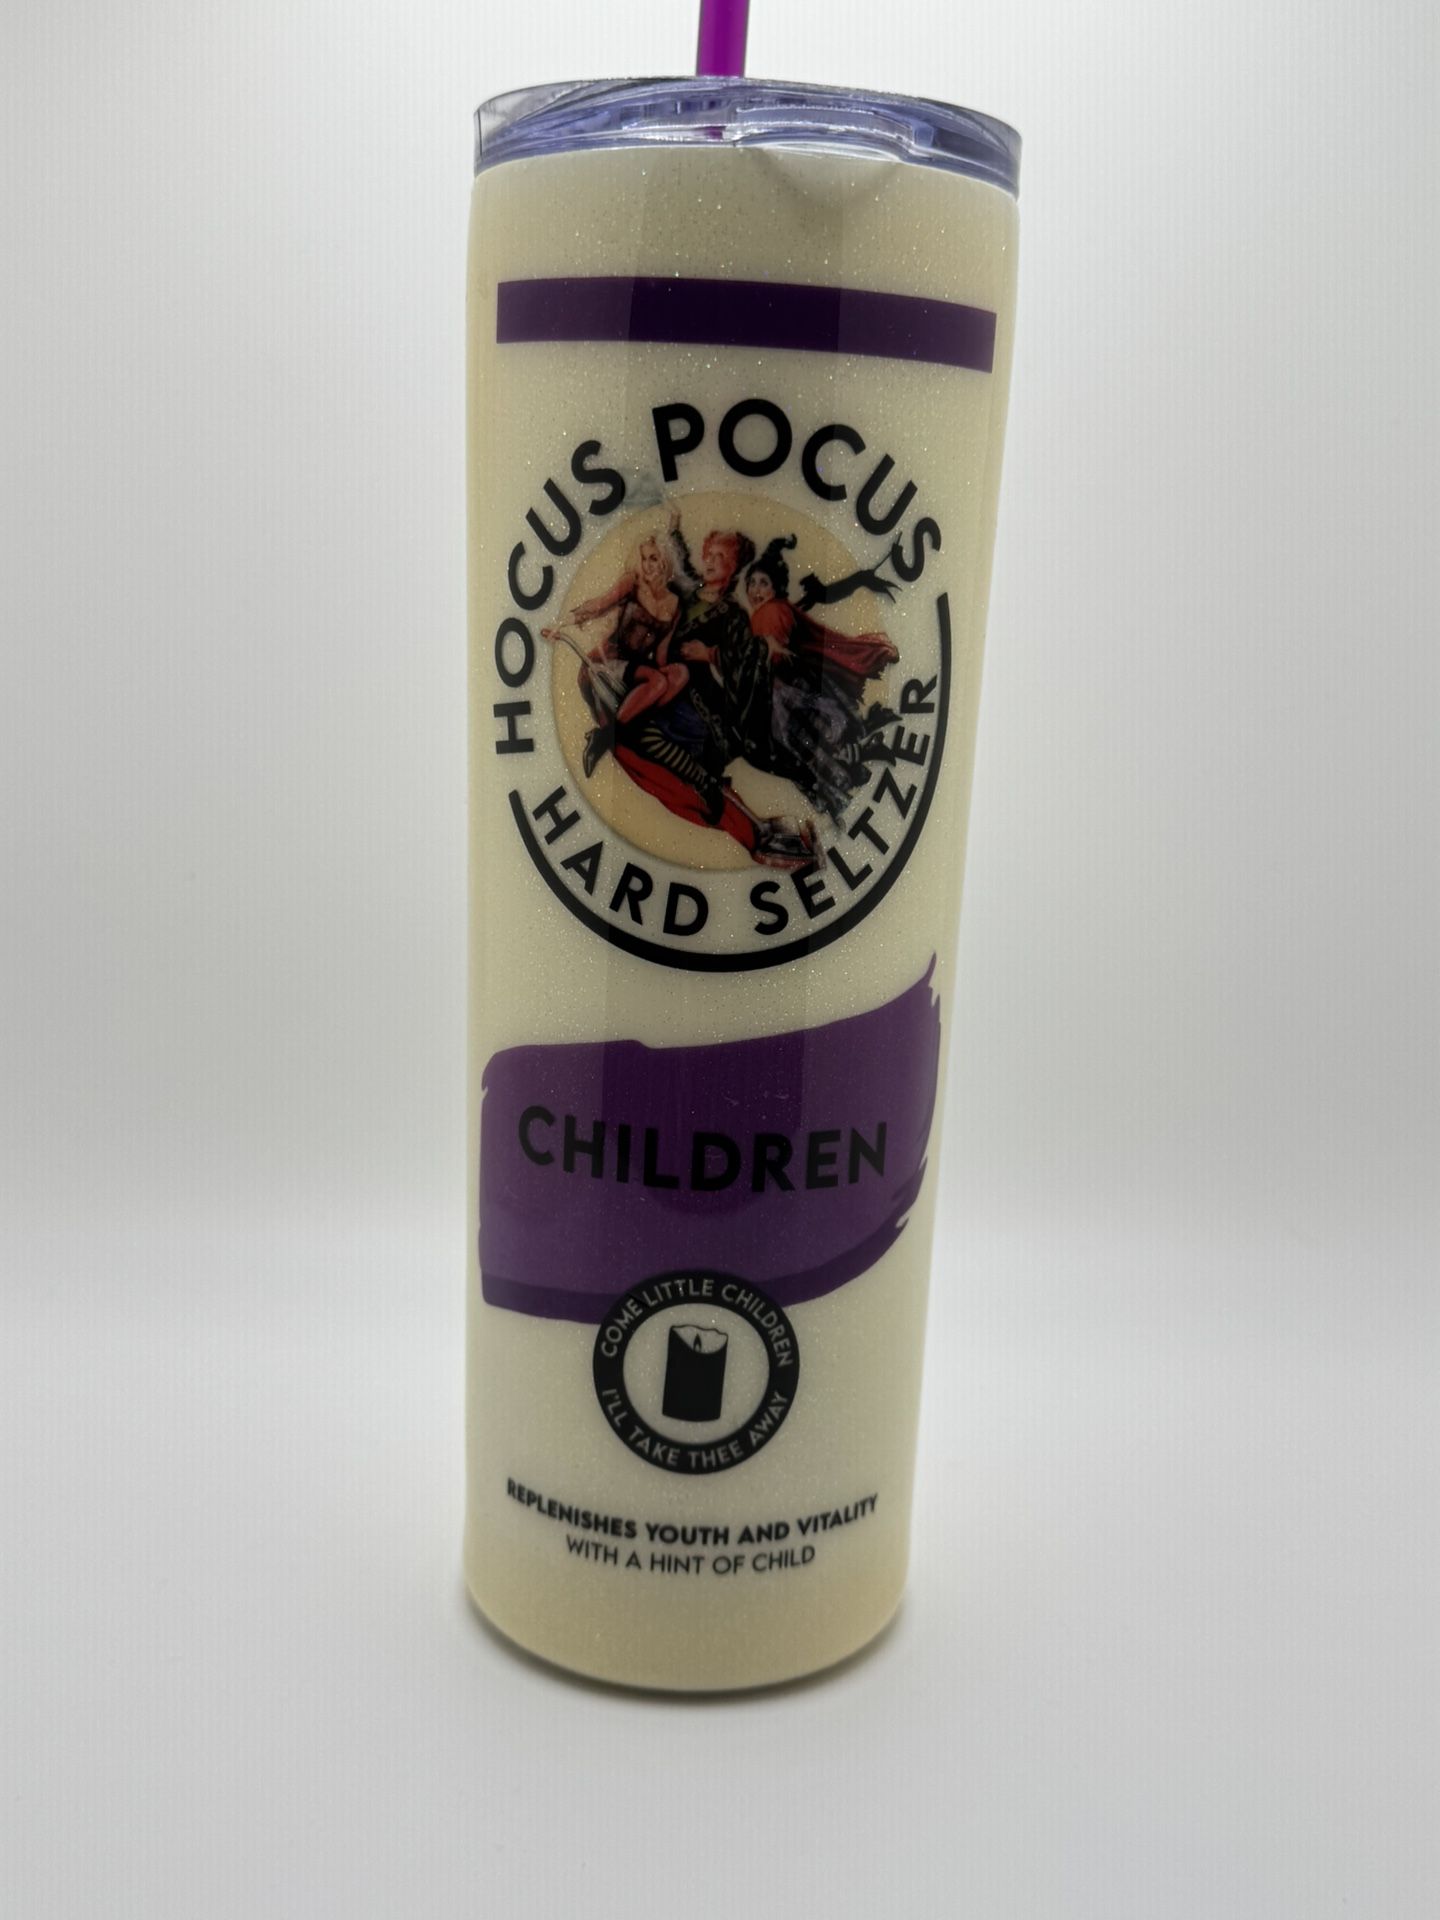 HOCUS POCUS
HARD SELTZER
CHILDREN
COME LITTLE CHILDREN
I'LL TAKE THEE AWAY
REPLENISHES YOUTH AND VITALITY
WITH A HINT OF CHILD